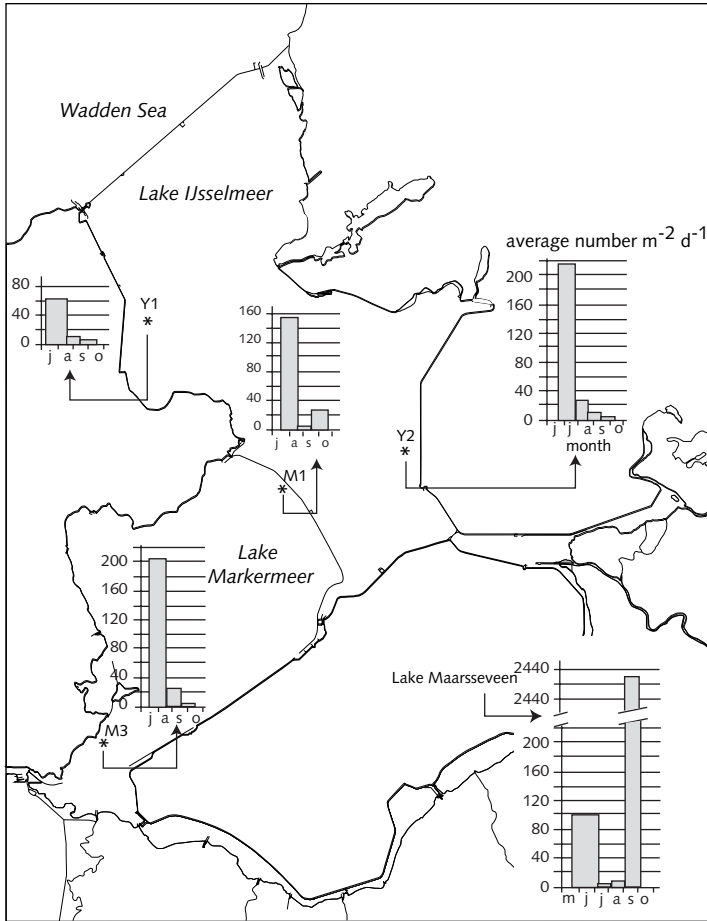 Wadden Sea
Lake IJsselmeer
average number m-2 d-1
80
40
0
j a s o
Y1
*
160
120
80
40
0
j a s o
200
160
120
80
40
0
j j a s o
month
Y2
*
M1
*
Lake
Markermeer
200
160
120
80
40
0
j a s o
M3
*
Lake Maarsseveen
2440
2440
200
160
120
80
40
0
m j j a s o